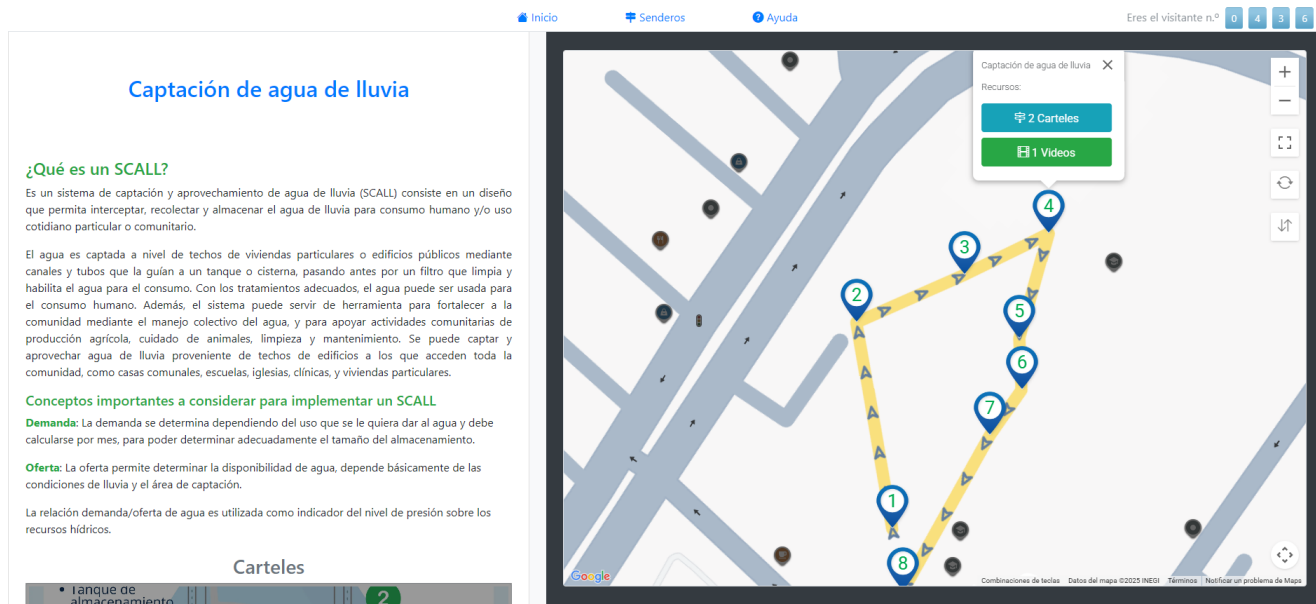 Inicio
Senderos
Ayuda
Eres el visitante n.º 0 4 3 6
Captación de agua de lluvia
¿Qué es un SCALL?
Es un sistema de captación y aprovechamiento de agua de lluvia (SCALL) consiste en un diseño
que permita interceptar, recolectar y almacenar el agua de lluvia para consumo humano y/o uso
cotidiano particular o comunitario.
El agua es captada a nivel de techos de viviendas particulares o edificios públicos mediante
canales y tubos que la guían a un tanque o cisterna, pasando antes por un filtro que limpia y
habilita el agua para el consumo. Con los tratamientos adecuados, el agua puede ser usada para
el consumo humano. Además, el sistema puede servir de herramienta para fortalecer a la
comunidad mediante el manejo colectivo del agua, y para apoyar actividades comunitarias de
producción agrícola, cuidado de animales, limpieza y mantenimiento. Se puede captar y
aprovechar agua de lluvia proveniente de techos de edificios a los que acceden toda la
comunidad, como casas comunales, escuelas, iglesias, clínicas, y viviendas particulares.
Conceptos importantes a considerar para implementar un SCALL
Demanda: La demanda se determina dependiendo del uso que se le quiera dar al agua y debe
calcularse por mes, para poder determinar adecuadamente el tamaño del almacenamiento.
Oferta: La oferta permite determinar la disponibilidad de agua, depende básicamente de las
condiciones de lluvia y el área de captación.
La relación demanda/oferta de agua es utilizada como indicador del nivel de presión sobre los
recursos hídricos.
Carteles
• Tanque de
almacenamiento
2
Captación de agua de lluvia
Recursos:
2 Carteles
1 Videos
4
3
2
5
6
7
1
8
Google
Combinaciones de teclas
Datos del mapa ©2025 INEGI
Términos
Notificar un problema de Maps